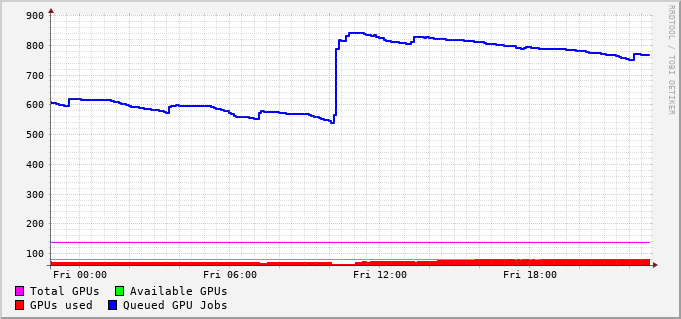 900
800
700
600
500
400
300
200
100
Fri 00:00 Fri 06:00 Fri 12:00 Fri 18:00
Total GPUs Available GPUs
GPUs used Queued GPU Jobs
RRDTOOL / TOBI OETIKER